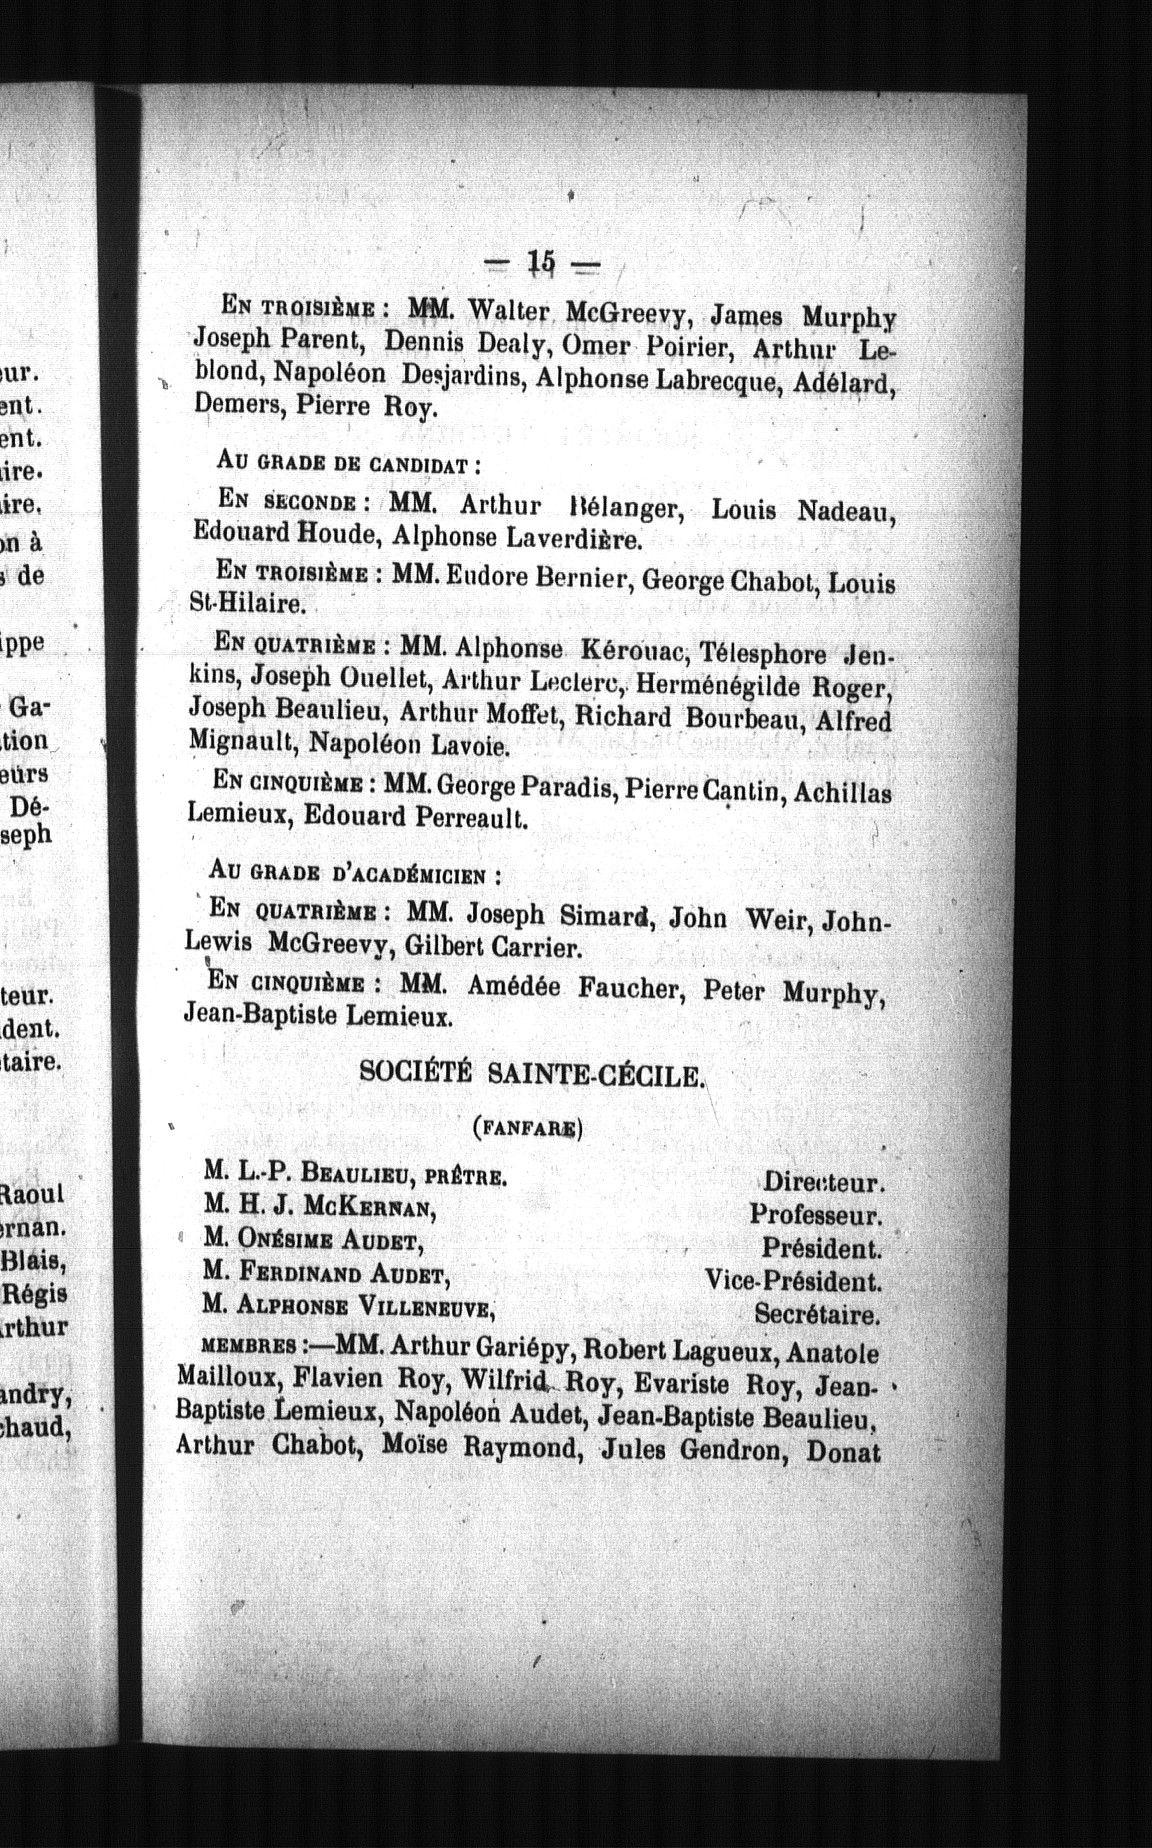 — 15 —
EN TROISIÈME : MM. Walter McGreevy, James Murphy
Joseph Parent, Dennis Dealy, Omer Poirier, Arthur Le-
blond, Napoléon Desjardins, Alphonse Labrecque, Adélard,
Demers, Pierre Roy.
AU GRADE DE CANDIDAT :
EN SECONDE : MM. Arthur Bélanger, Louis Nadeau,
Edouard Houde, Alphonse Laverdière.
EN TROISIÈME : MM. Eudore Bernier, George Chabot, Louis
St-Hilaire.
EN QUATRIÈME : MM. Alphonse Kérouac, Télesphore Jen-
kins, Joseph Ouellet, Arthur Leclerc, Herménégilde Roger,
Joseph Beaulieu, Arthur Moffet, Richard Bourbeau, Alfred
Mignault, Napoléon Lavoie.
EN CINQUIÈME : MM. George Paradis, Pierre Cantin, Achillas
Lemieux, Edouard Perreault.
AU GRADE D'ACADÉMICIEN :
EN QUATRIÈME : MM. Joseph Simard, John Weir, John-
Lewis McGreevy, Gilbert Carrier.
EN CINQUIÈME : MM. Amédée Faucher, Peter Murphy,
Jean-Baptiste Lemieux.
SOCIÉTÉ SAINTE-CÉCILE.
(FANFARE)
M. L.-P. BEAULIEU, PRÊTRE. Directeur.
M. H. J. MCKERNAN, Professeur.
M. ONÉSIME AUDET, Président.
M. FERDINAND AUDET, Vice-Président.
M. ALPHONSE VILLENEUVE, Secrétaire.
MEMBRES :—MM. Arthur Gariépy, Robert Lagueux, Anatole
Mailloux, Flavien Roy, Wilfrid Roy, Evariste Roy, Jean-
Baptiste Lemieux, Napoléon Audet, Jean-Baptiste Beaulieu,
Arthur Chabot, Moïse Raymond, Jules Gendron, Donat